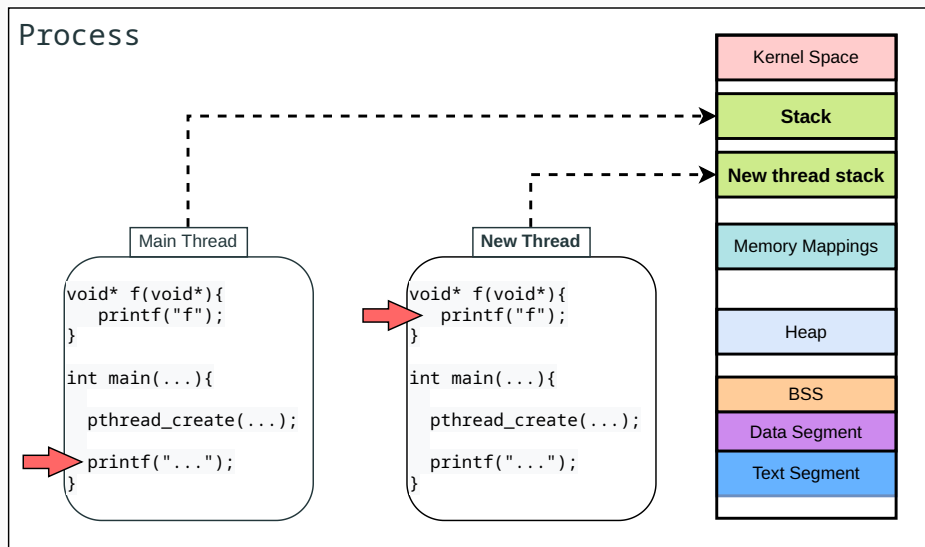 Process
Main Thread
void* f(void*){
printf("f");
}
int main(...){
pthread_create(...);
printf("...");
}
New Thread
void* f(void*){
printf("f");
}
int main(...){
pthread_create(...);
printf("...");
}
Kernel Space
Stack
New thread stack
Memory Mappings
Heap
BSS
Data Segment
Text Segment